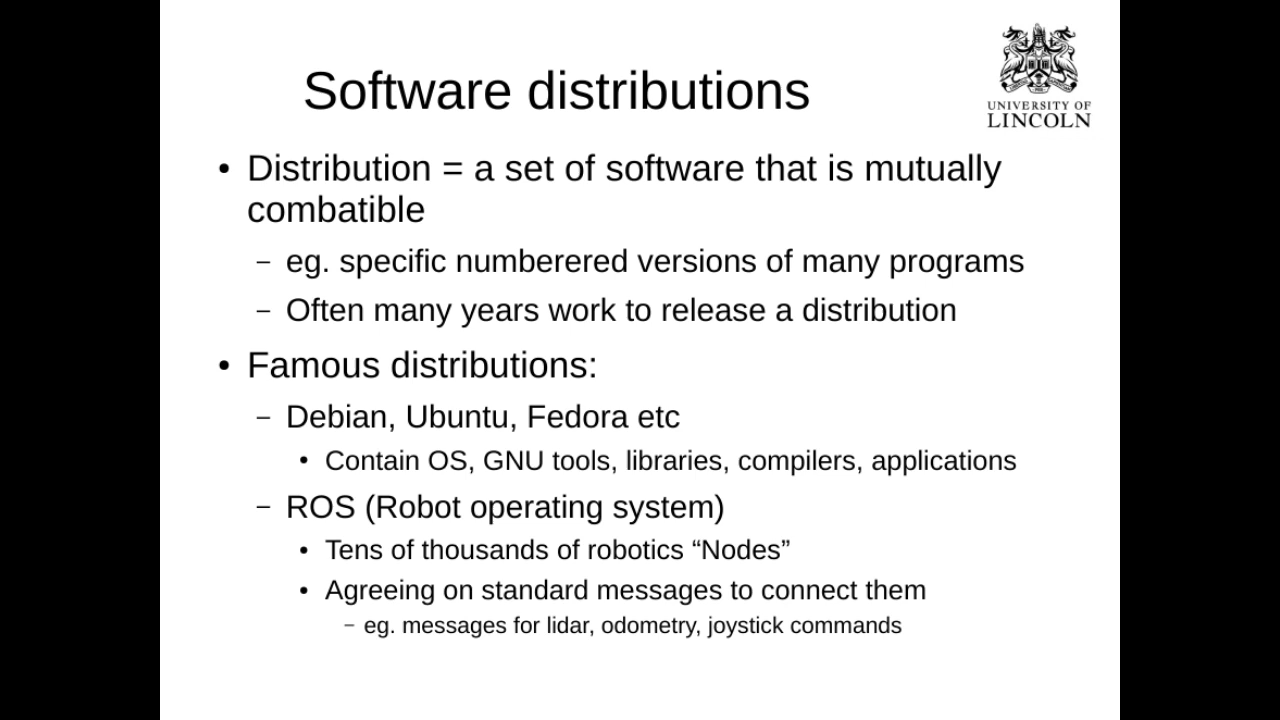 Software distributions
UNIVERSITY OF
LINCOLN
• Distribution = a set of software that is mutually
combatible
– eg. specific numberered versions of many programs
– Often many years work to release a distribution
• Famous distributions:
– Debian, Ubuntu, Fedora etc
• Contain OS, GNU tools, libraries, compilers, applications
– ROS (Robot operating system)
• Tens of thousands of robotics “Nodes”
• Agreeing on standard messages to connect them
– eg. messages for lidar, odometry, joystick commands